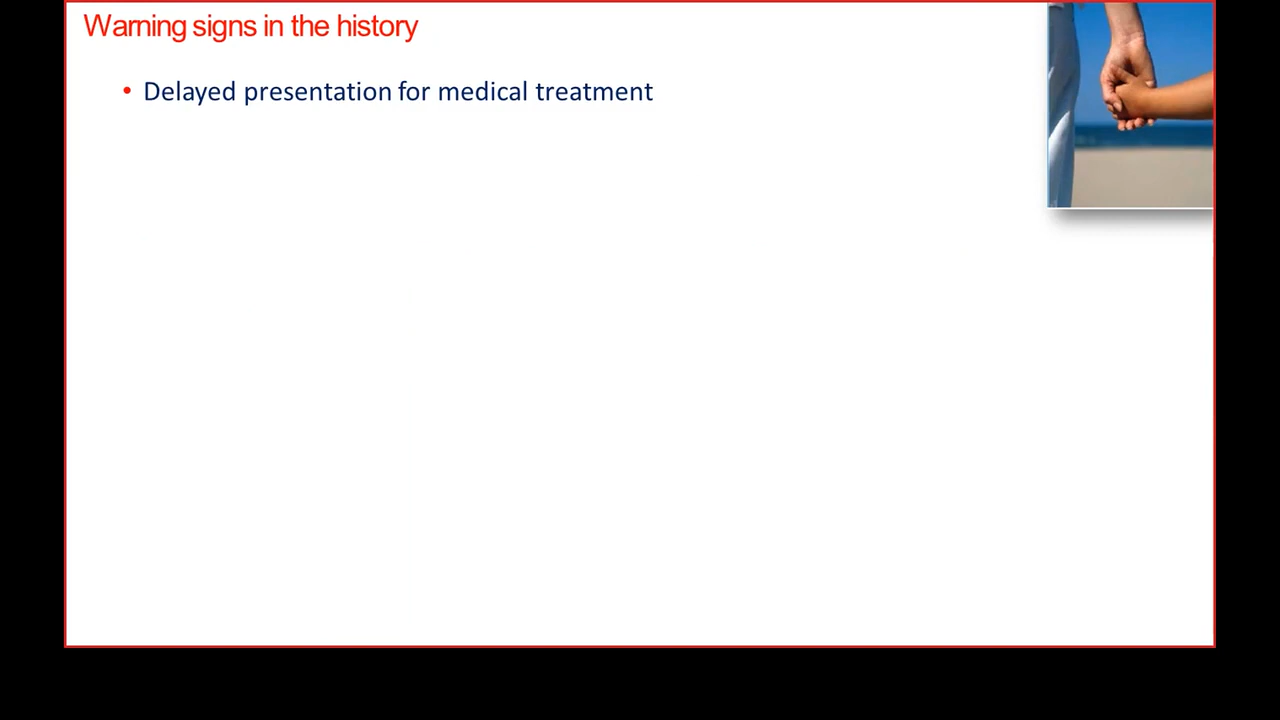 Warning signs in the history
• Delayed presentation for medical treatment